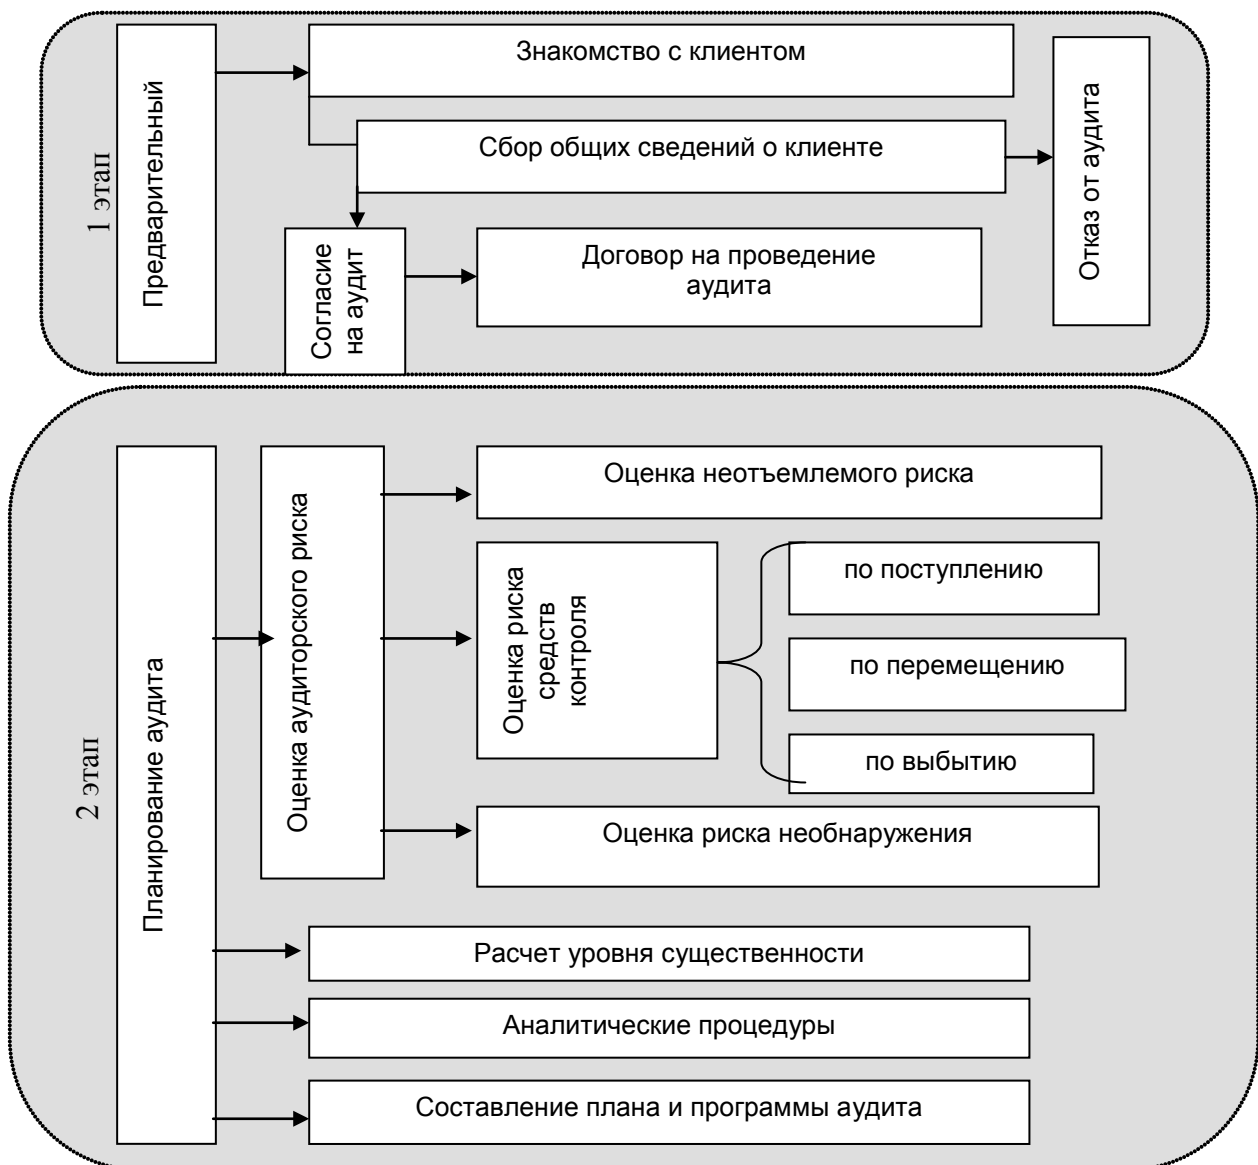 1 этап
Предварительный
Знакомство с клиентом
Сбор общих сведений о клиенте
Отказ от аудита
Согласие
на аудит
Договор на проведение
аудита
2 этап
Планирование аудита
Оценка аудиторского риска
Оценка неотъемлемого риска
Оценка риска
средств
контроля
по поступлению
по перемещению
по выбытию
Оценка риска необнаружения
Расчет уровня существенности
Аналитические процедуры
Составление плана и программы аудита